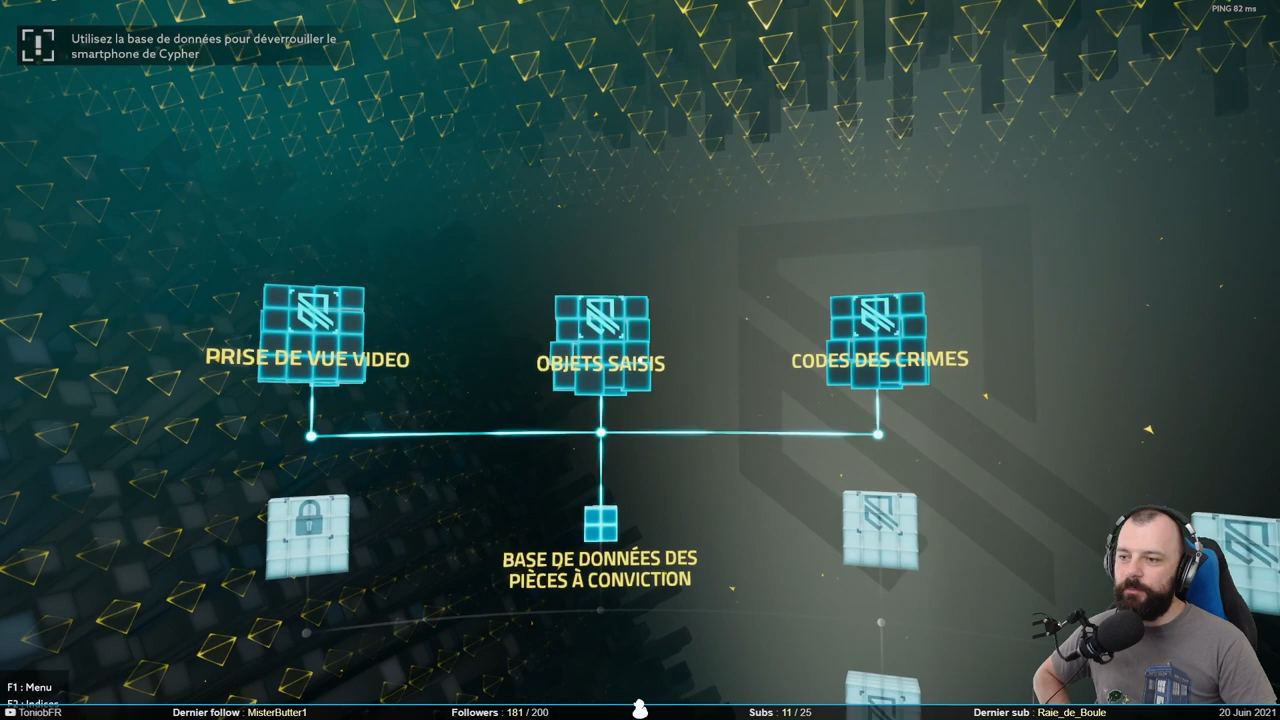 PING 82 ms
Utilisez la base de données pour déverrouiller le
smartphone de Cypher
PRISE DE VUE VIDEO
OBJETS SAISIS
CODES DES CRIMES
BASE DE DONNÉES DES
PIÈCES À CONVICTION
F1 : Menu
F2 : Indices
ToniobFR
Dernier follow : MisterButter1
Followers : 181 / 200
Subs : 11 / 25
Dernier sub : Raie_de_Boule
20 Juin 2021